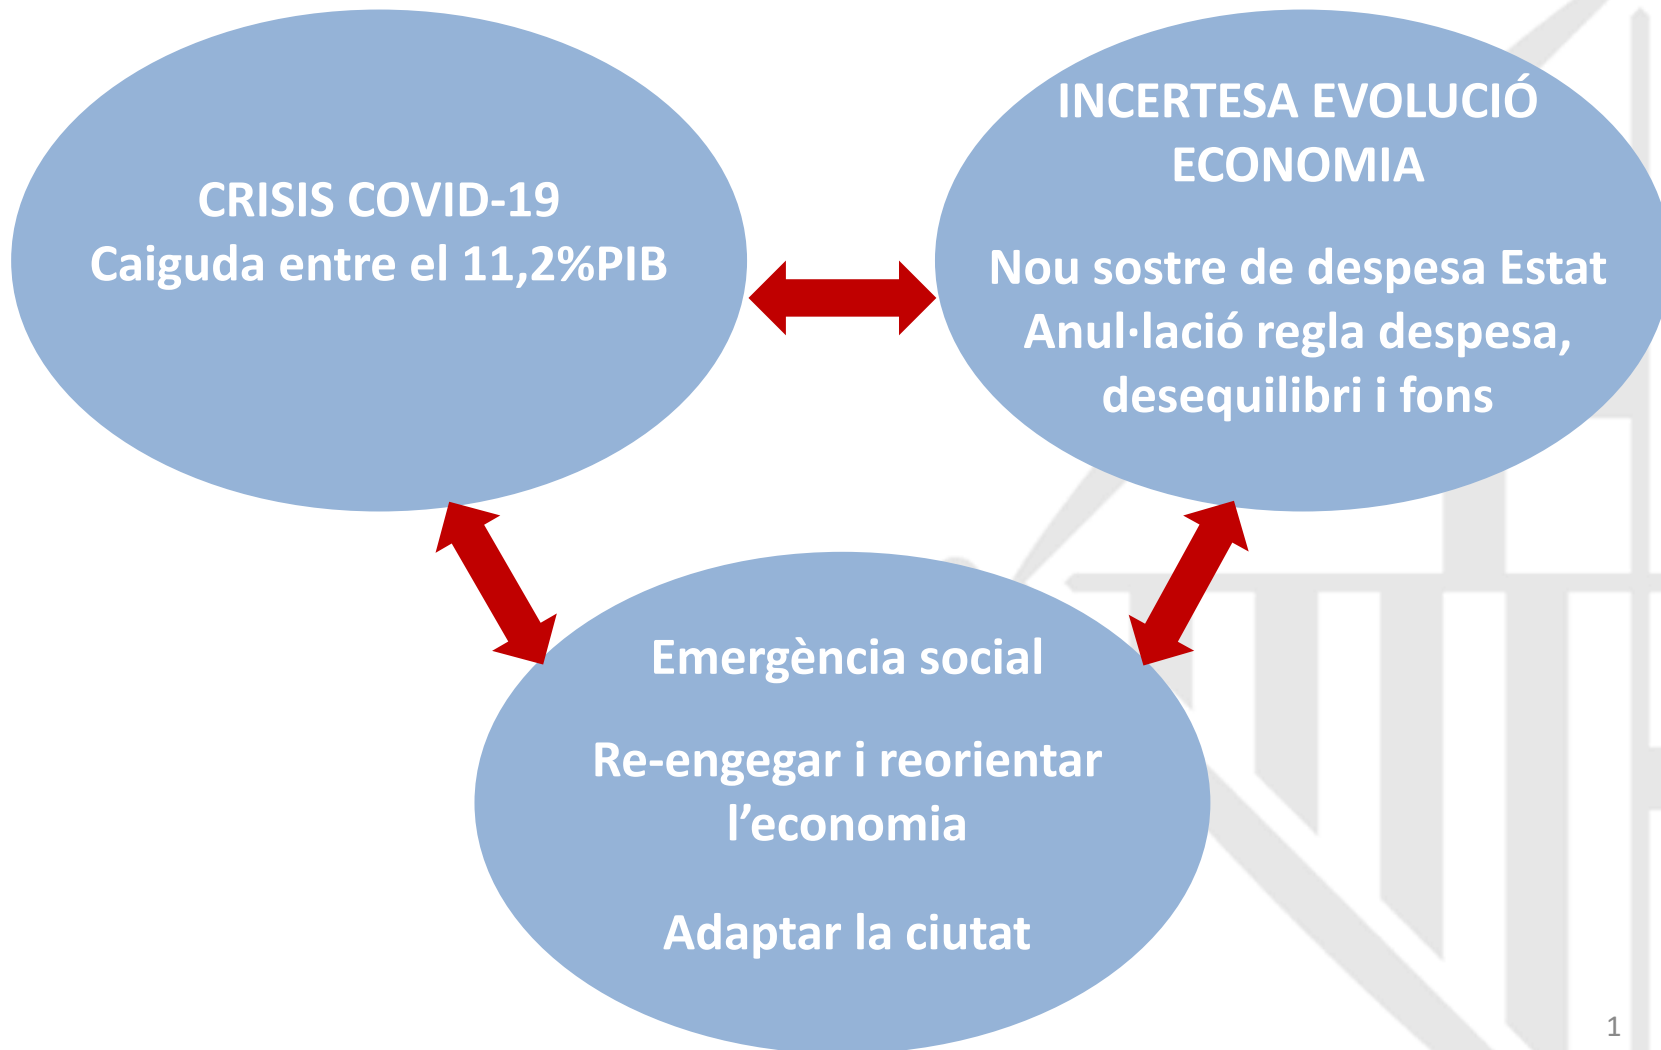 CRISIS COVID-19
Caiguda entre el 11,2%PIB
INCERTESA EVOLUCIÓ
ECONOMIA
Nou sostre de despesa Estat
Anul·lació regla despesa,
desequilibri i fons
Emergència social
Re-engegar i reorientar
l’economia
Adaptar la ciutat
1